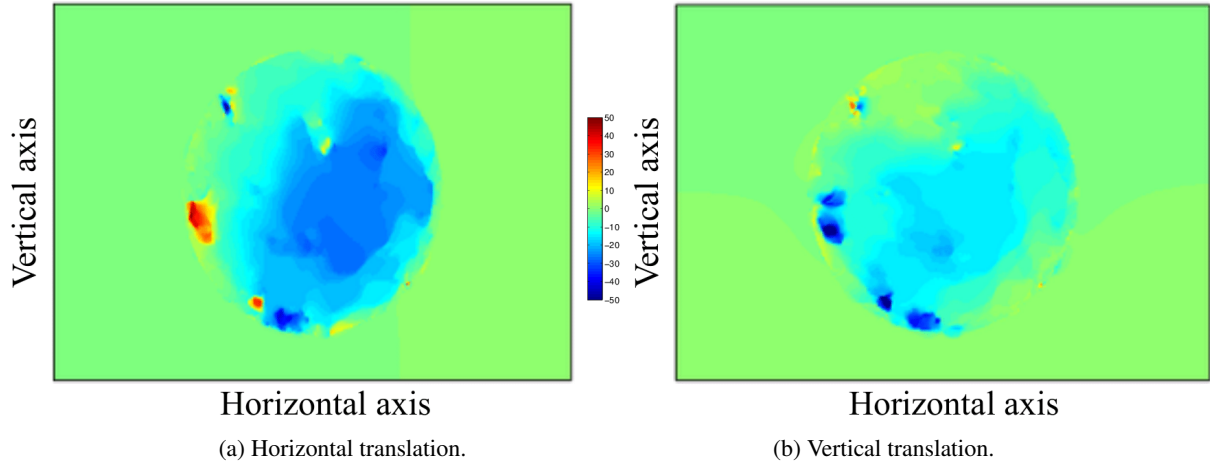 Vertical axis
50
40
30
20
10
0
−10
−20
−30
−40
−50
Vertical axis
Horizontal axis
Horizontal axis
(a) Horizontal translation.
(b) Vertical translation.